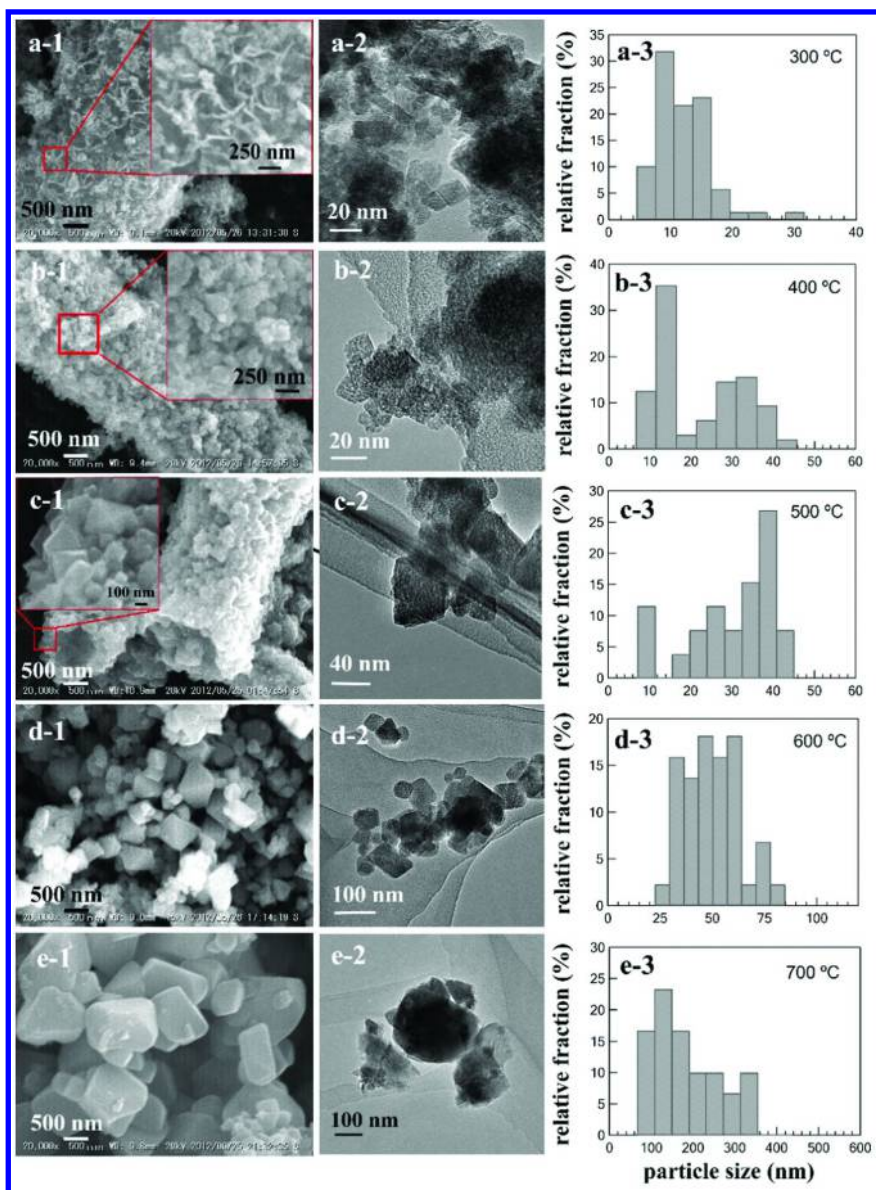 a-1
250 nm
500 nm
a-2
20 nm
relative fraction (%)
a-3
300 ºC
35
30
25
20
15
10
5
0
0 10 20 30 40
b-1
250 nm
500 nm
b-2
20 nm
relative fraction (%)
b-3
400 ºC
40
30
20
10
0
0 10 20 30 40 50 60
c-1
100 nm
500 nm
c-2
40 nm
relative fraction (%)
c-3
500 ºC
30
25
20
15
10
5
0
0 10 20 30 40 50 60
d-1
500 nm
d-2
100 nm
relative fraction (%)
d-3
600 ºC
20
15
10
5
0
25 50 75 100
e-1
500 nm
e-2
100 nm
relative fraction (%)
e-3
700 ºC
30
25
20
15
10
5
0
0 100 200 300 400 500 600
particle size (nm)